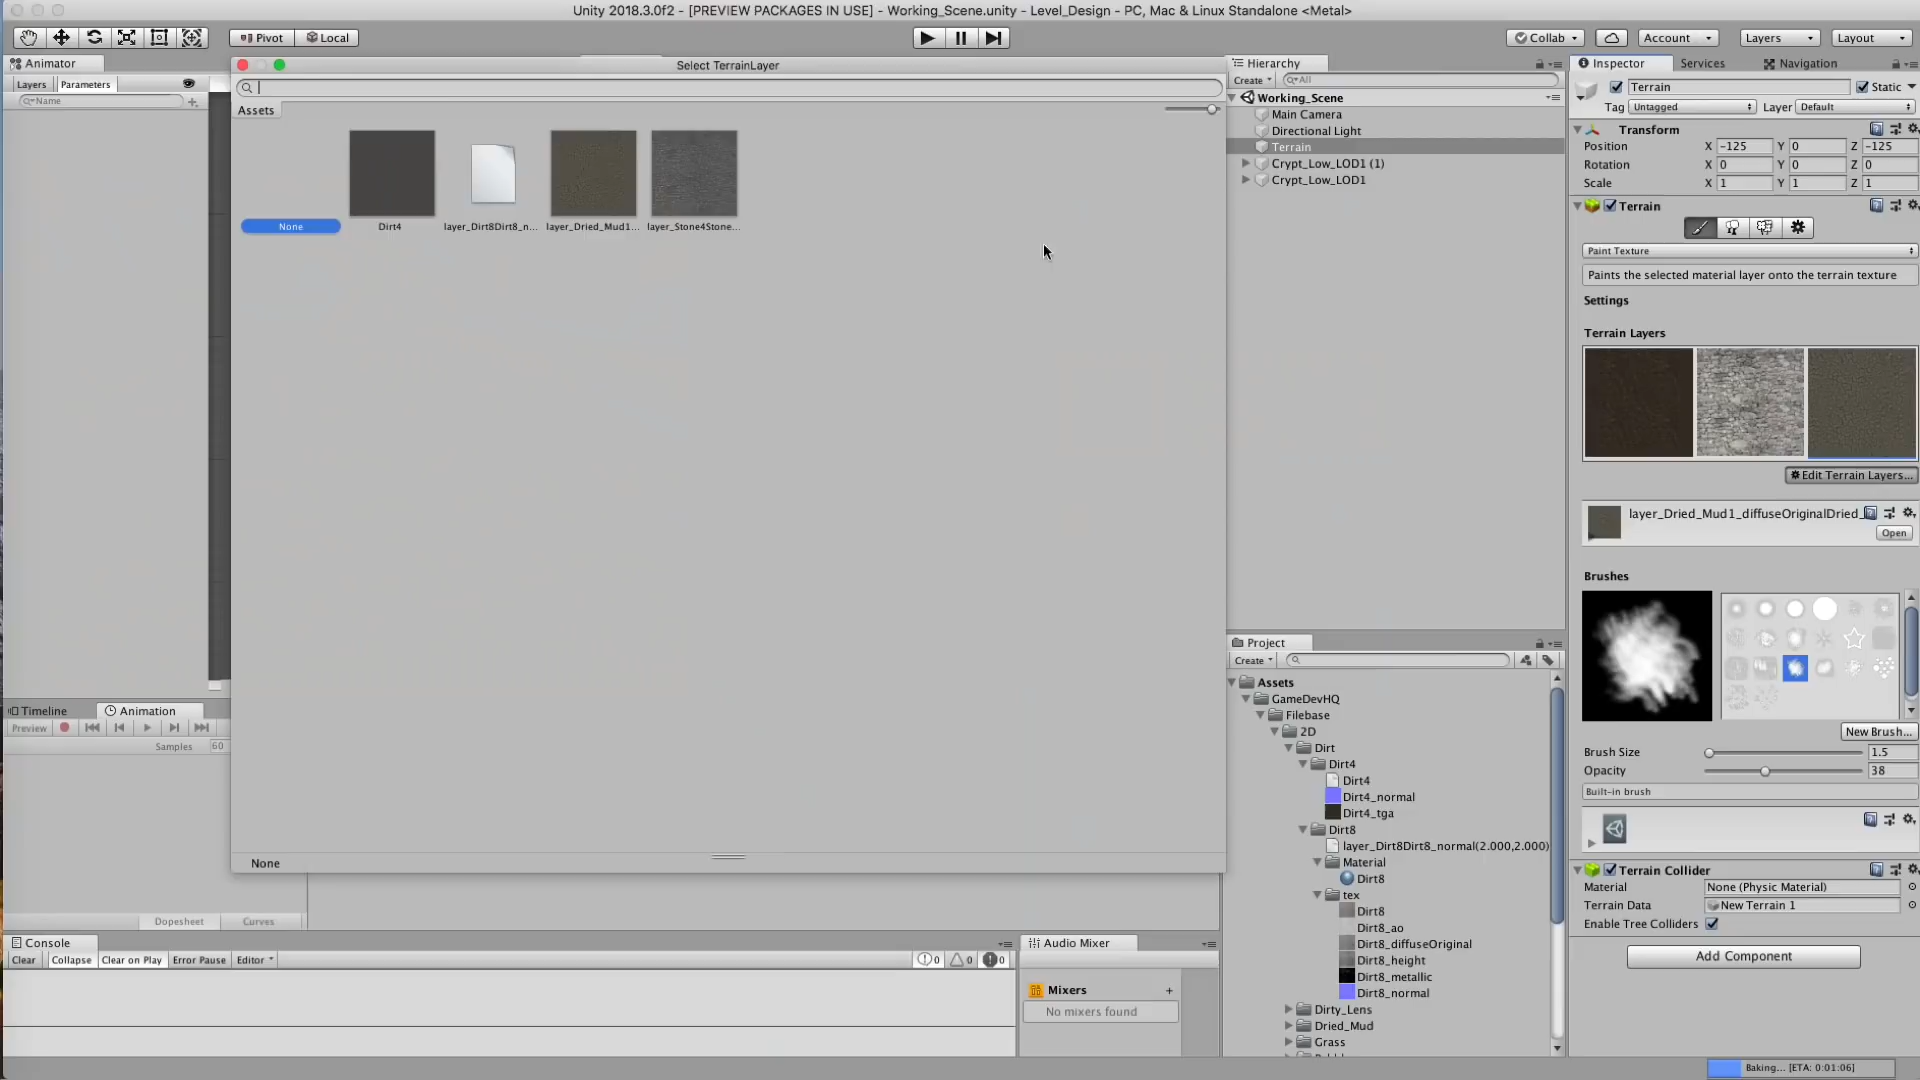 Unity 2018.3.0f2 - [PREVIEW PACKAGES IN USE] - Working_Scene.unity - Level_Design - PC, Mac & Linux Standalone <Metal>
Pivot
Local
Collab
Account
Layers
Layout
Animator
Layers
Parameters
Name
Select TerrainLayer
Assets
None
Dirt4
layer_Dirt8Dirt8_n...
layer_Dried_Mud1...
layer_Stone4Stone...
None
Timeline
Animation
Preview
Samples
60
Dopesheet
Curves
Console
Clear
Collapse
Clear on Play
Error Pause
Editor
0
0
0
Audio Mixer
Mixers
+
No mixers found
Hierarchy
Create
All
Working_Scene
Main Camera
Directional Light
Terrain
Crypt_Low_LOD1 (1)
Crypt_Low_LOD1
Project
Create
Assets
GameDevHQ
Filebase
2D
Dirt
Dirt4
Dirt4
Dirt4_normal
Dirt4_tga
Dirt8
layer_Dirt8Dirt8_normal(2.000,2.000)
Material
Dirt8
tex
Dirt8
Dirt8_ao
Dirt8_diffuseOriginal
Dirt8_height
Dirt8_metallic
Dirt8_normal
Dirty_Lens
Dried_Mud
Grass
Inspector
Services
Navigation
Terrain
Static
Tag
Untagged
Layer
Default
Transform
Position X -125 Y 0 Z -125
Rotation X 0 Y 0 Z 0
Scale X 1 Y 1 Z 1
Terrain
Paint Texture
Paints the selected material layer onto the terrain texture
Settings
Terrain Layers
Edit Terrain Layers...
layer_Dried_Mud1_diffuseOriginalDried_
Open
Brushes
New Brush...
Brush Size
1.5
Opacity
38
Built-in brush
Terrain Collider
Material
None (Physic Material)
Terrain Data
New Terrain 1
Enable Tree Colliders
Add Component
Baking... [ETA: 0:01:06]